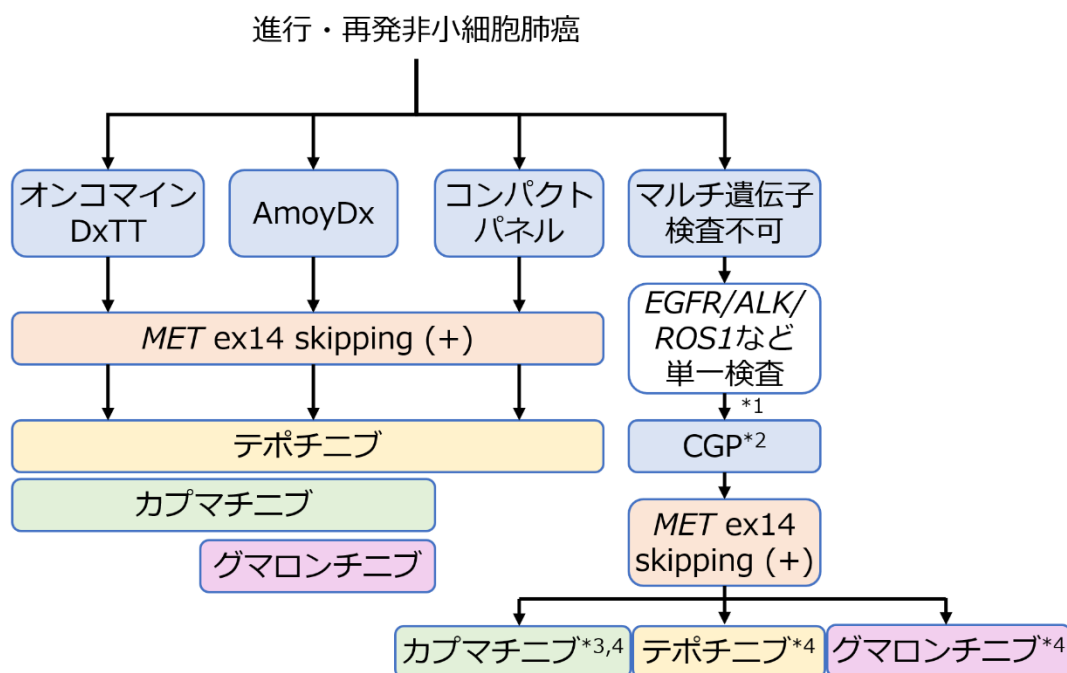 進行・再発非小細胞肺癌
オンコマイン
DxTT
AmoyDx
コンパクト
パネル
マルチ遺伝子
検査不可
MET ex14 skipping (+)
EGFR/ALK/
ROS1など
単一検査
*1
テポチニブ
CGP*2
カプマチニブ
グマロンチニブ
MET ex14
skipping (+)
カプマチニブ*3,4
テポチニブ*4
グマロンチニブ*4